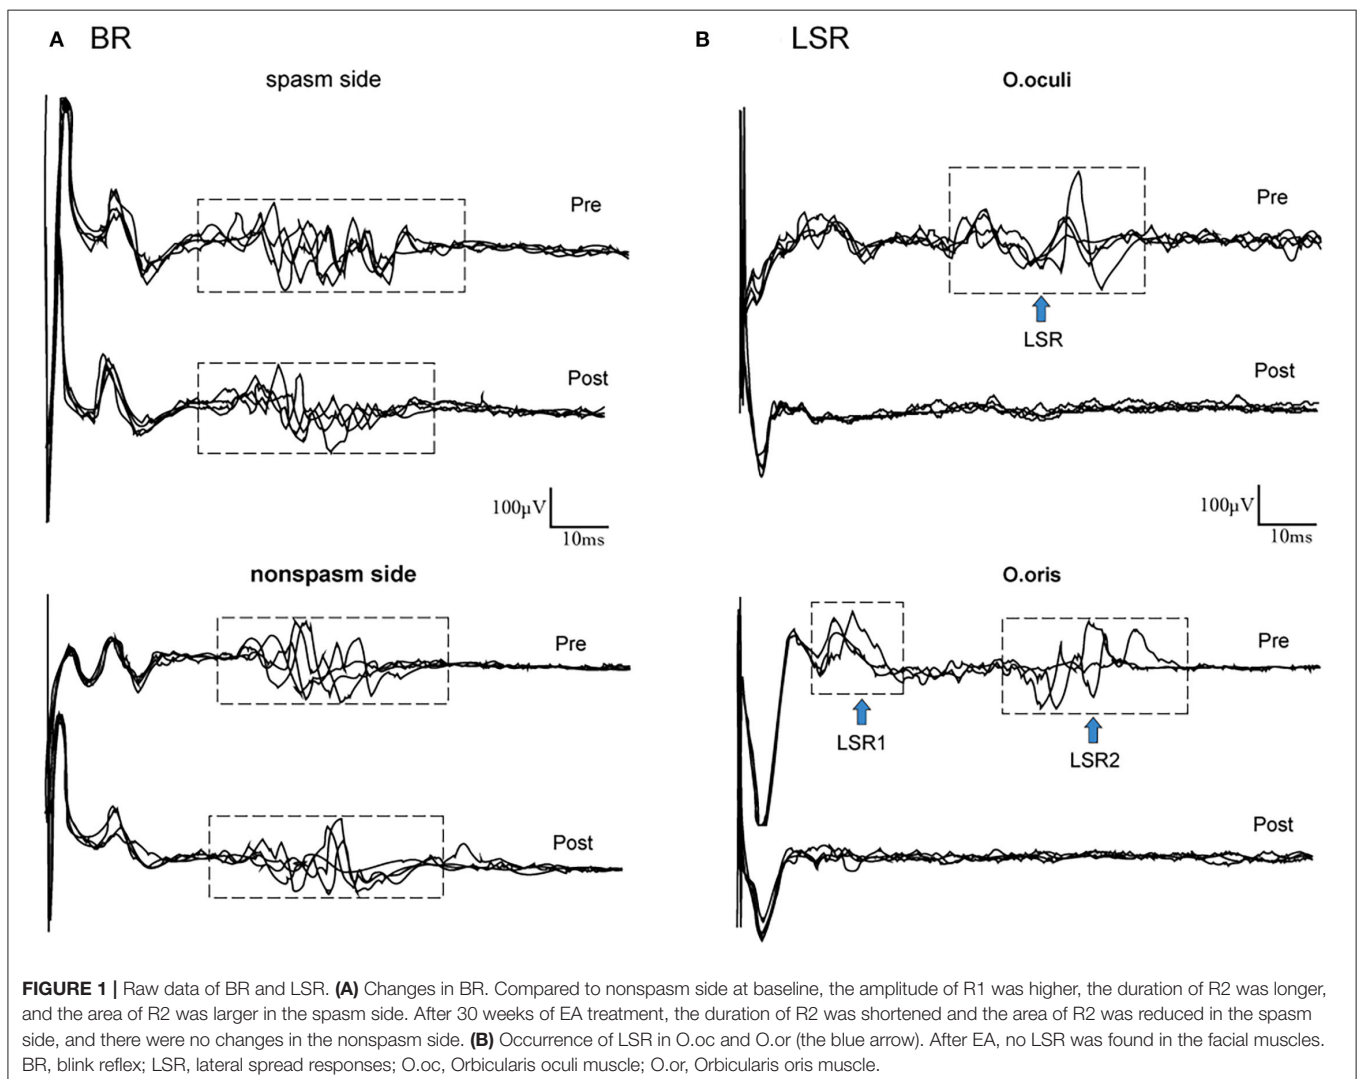 A BR
spasm side
Pre
Post
100µV
10ms
nonspasm side
Pre
Post
B LSR
O.oculi
Pre
LSR
Post
100µV
10ms
O.oris
Pre
LSR1
LSR2
Post
FIGURE 1 | Raw data of BR and LSR. (A) Changes in BR. Compared to nonspasm side at baseline, the amplitude of R1 was higher, the duration of R2 was longer,
and the area of R2 was larger in the spasm side. After 30 weeks of EA treatment, the duration of R2 was shortened and the area of R2 was reduced in the spasm
side, and there were no changes in the nonspasm side. (B) Occurrence of LSR in O.oc and O.or (the blue arrow). After EA, no LSR was found in the facial muscles.
BR, blink reflex; LSR, lateral spread responses; O.oc, Orbicularis oculi muscle; O.or, Orbicularis oris muscle.